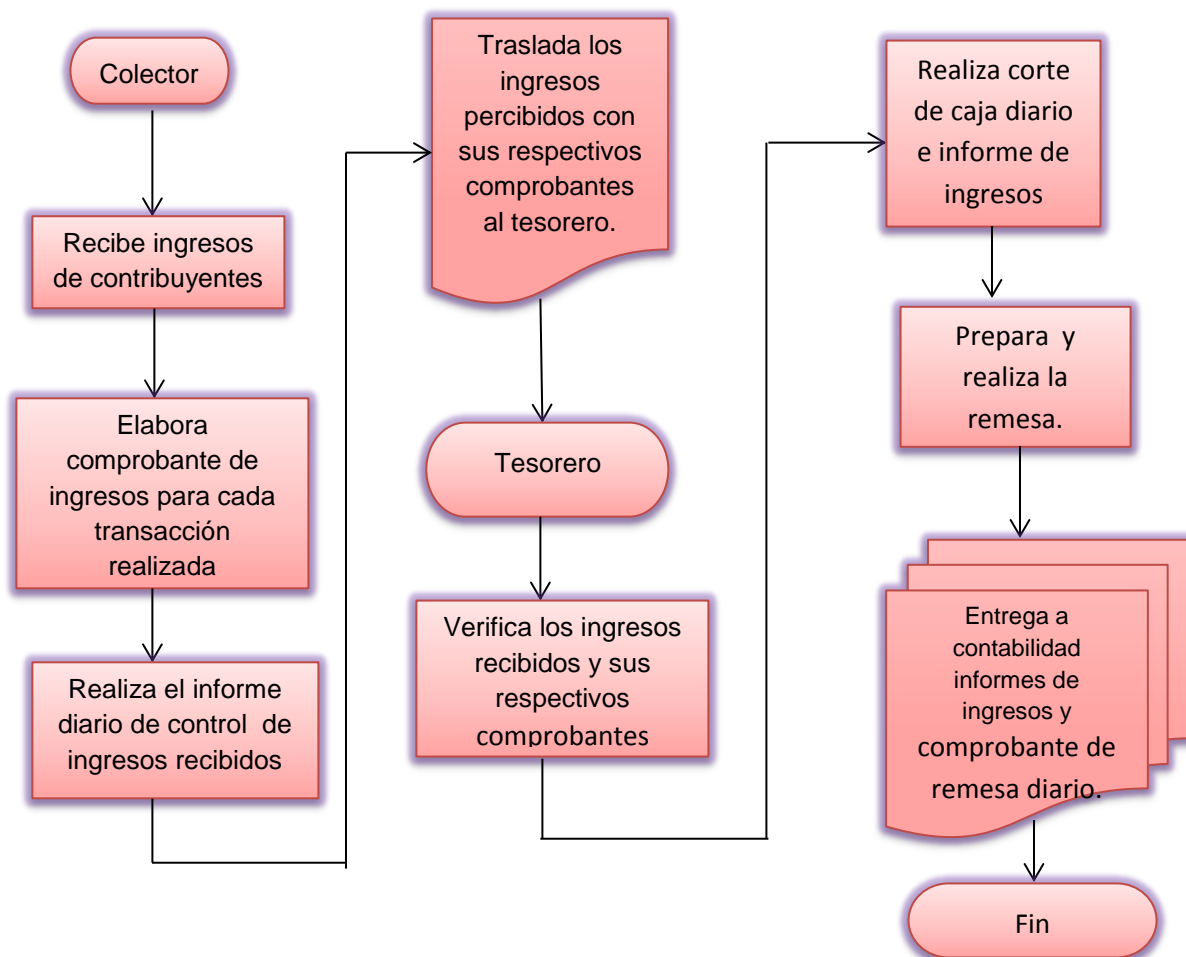 Colector
Recibe ingresos
de contribuyentes
Elabora
comprobante de
ingresos para cada
transacción
realizada
Realiza el informe
diario de control de
ingresos recibidos
Traslada los
ingresos
percibidos con
sus respectivos
comprobantes
al tesorero.
Tesorero
Verifica los ingresos
recibidos y sus
respectivos
comprobantes
Realiza corte
de caja diario
e informe de
ingresos
Prepara y
realiza la
remesa.
Entrega a
contabilidad
informes de
ingresos y
comprobante de
remesa diario.
Fin